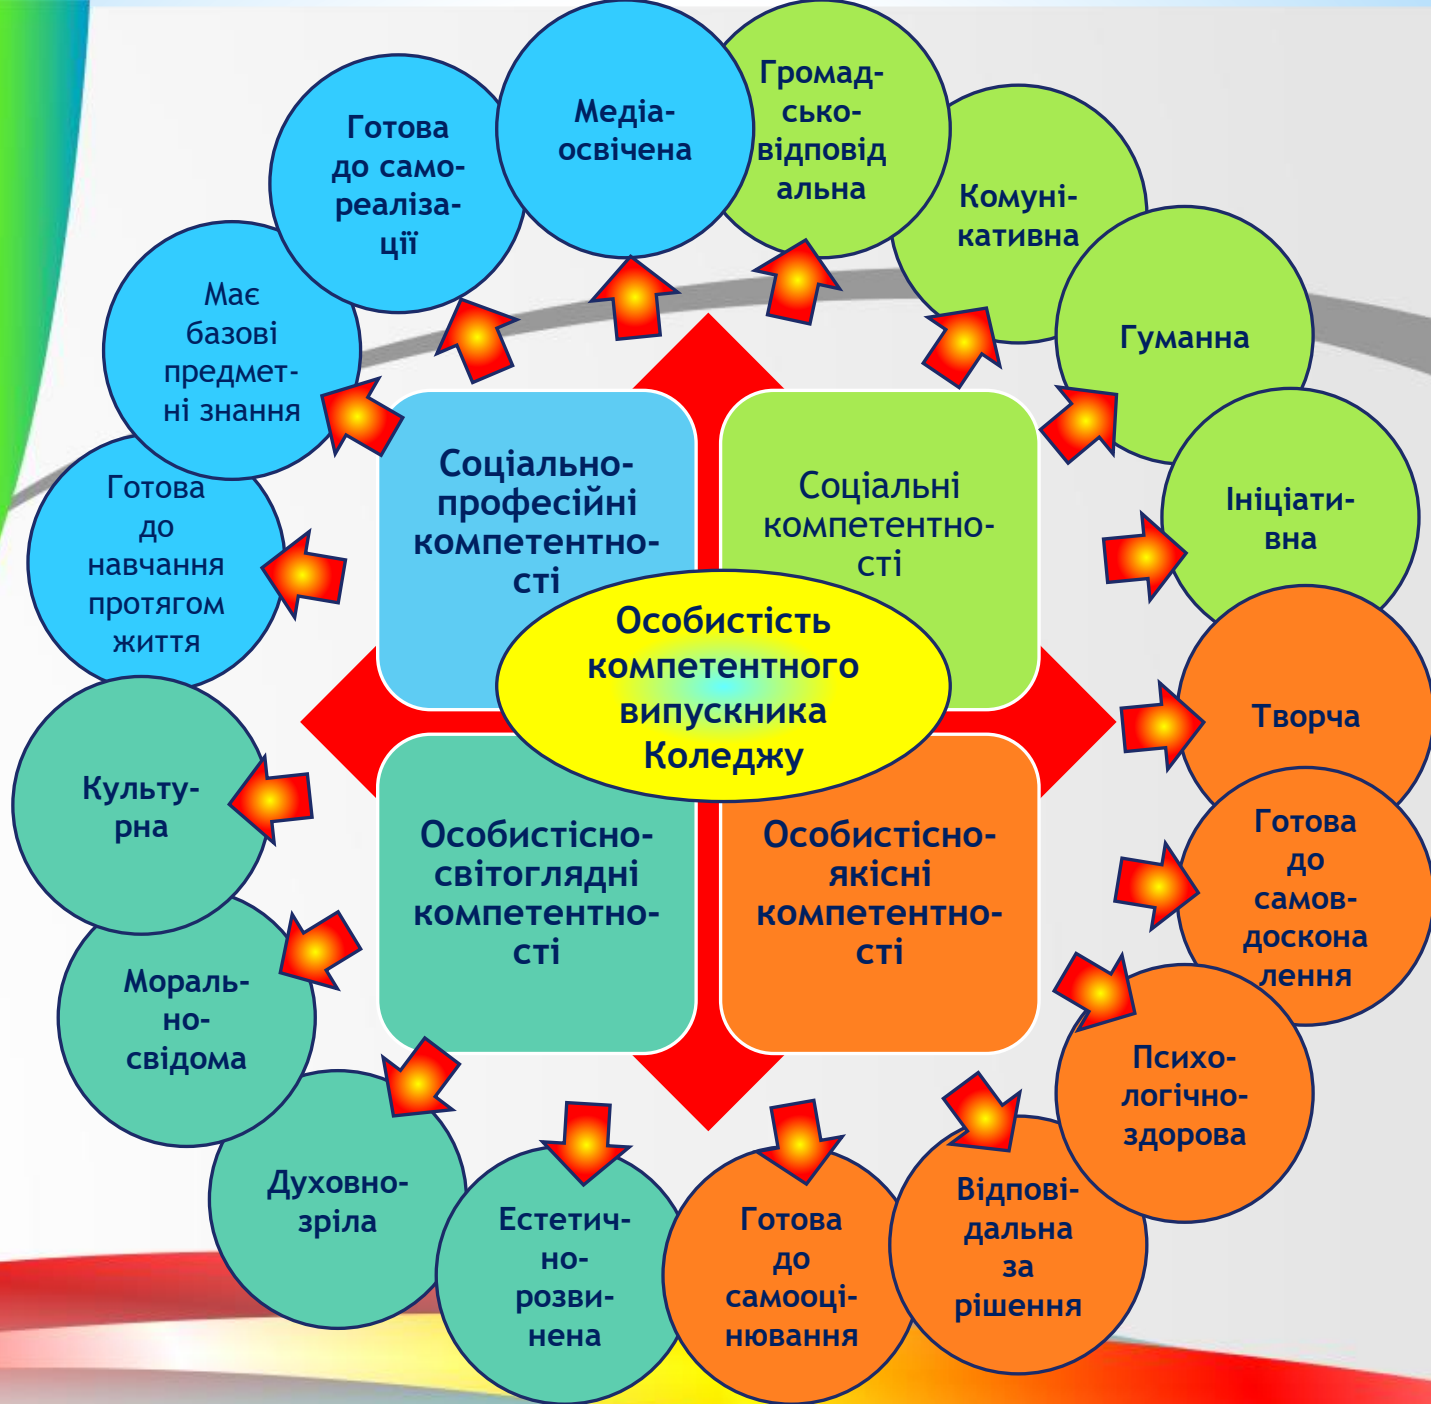 Медіа-
освічена
Громад-
сько-
відповід
альна
Комуні-
кативна
Гуманна
Ініціати-
вна
Творча
Готова
до
самов-
доскона
лення
Психо-
логічно-
здорова
Відпові-
дальна
за
рішення
Готова
до
самооці-
нювання
Естетич-
но-
розви-
нена
Духовно-
зріла
Мораль-
но-
свідома
Культу-
рна
Готова
до
навчання
протягом
життя
Має
базові
предмет-
ні знання
Готова
до само-
реаліза-
ції
Соціально-
професійні
компетентно-
сті
Соціальні
компетентно-
сті
Особистість
компетентного
випускника
Коледжу
Особистісно-
світоглядні
компетентно-
сті
Особистісно-
якісні
компетентно-
сті